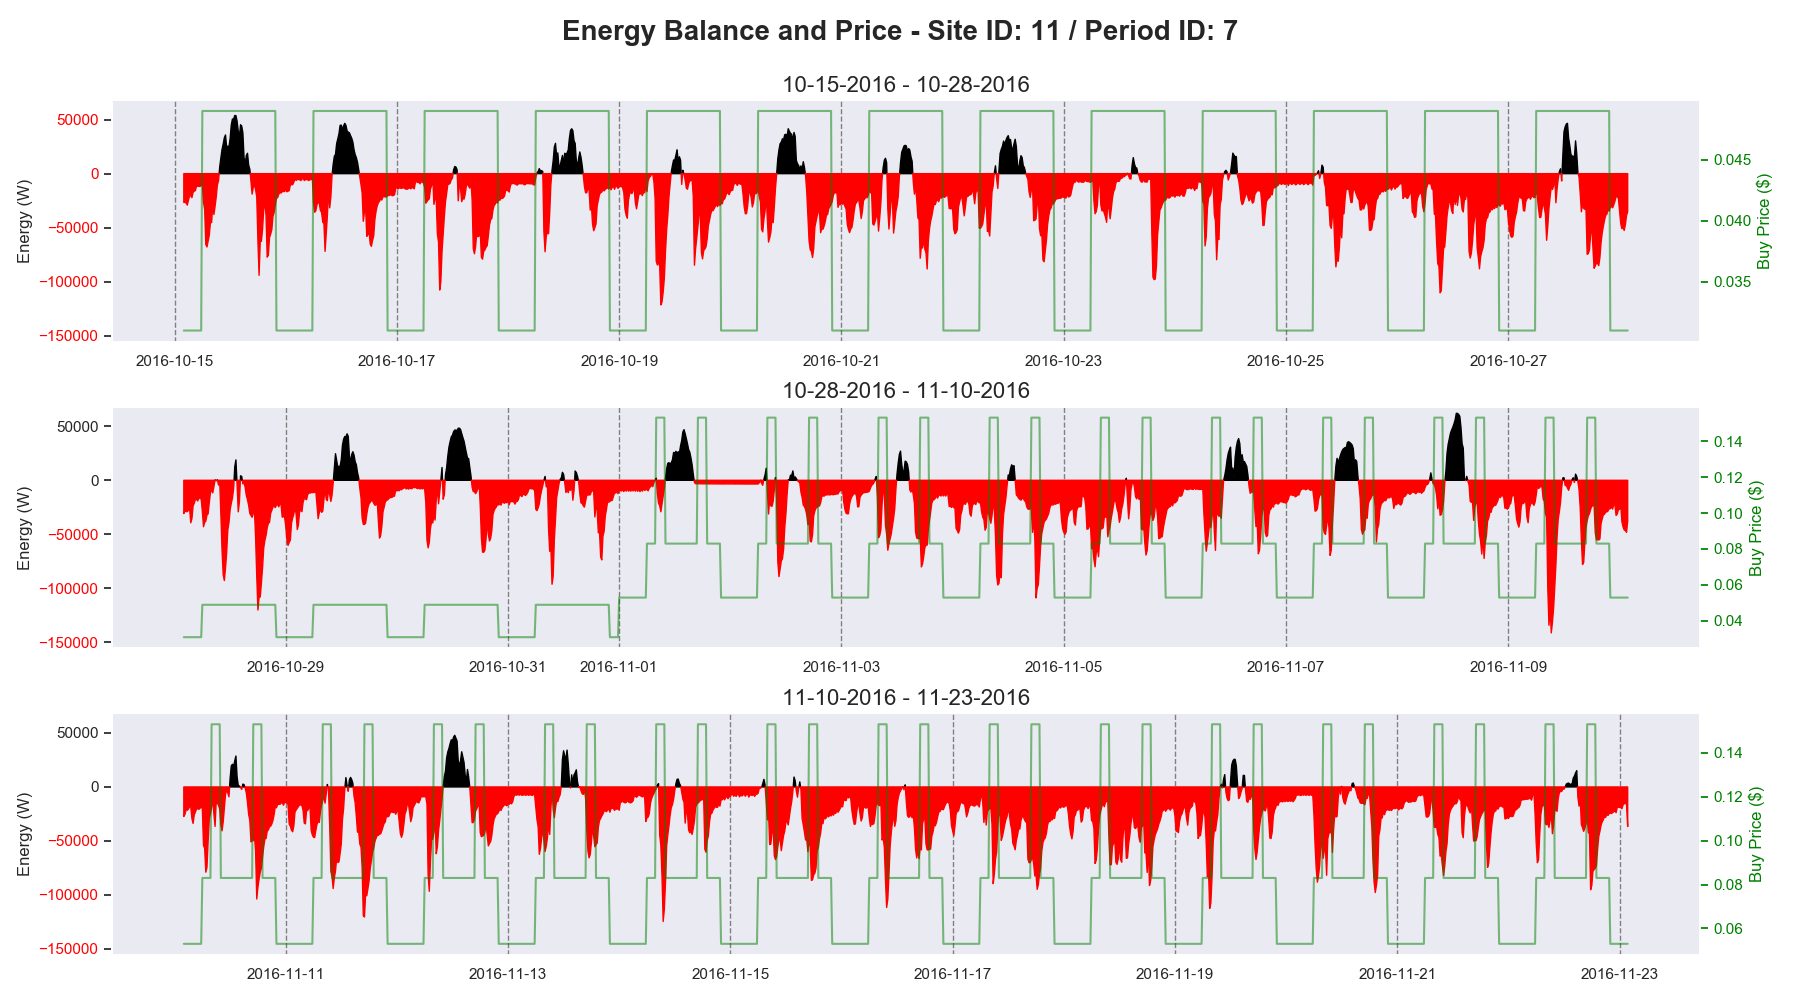 Energy Balance and Price - Site ID: 11 / Period ID: 7
10-15-2016 - 10-28-2016
Energy (W)
50000
0
−50000
−100000
−150000
0.045
0.040
0.035
Buy Price ($)
2016-10-15 2016-10-17 2016-10-19 2016-10-21 2016-10-23 2016-10-25 2016-10-27
10-28-2016 - 11-10-2016
Energy (W)
50000
0
−50000
−100000
−150000
0.14
0.12
0.10
0.08
0.06
0.04
Buy Price ($)
2016-10-29 2016-10-31 2016-11-01 2016-11-03 2016-11-05 2016-11-07 2016-11-09
11-10-2016 - 11-23-2016
Energy (W)
50000
0
−50000
−100000
−150000
0.14
0.12
0.10
0.08
0.06
Buy Price ($)
2016-11-11 2016-11-13 2016-11-15 2016-11-17 2016-11-19 2016-11-21 2016-11-23